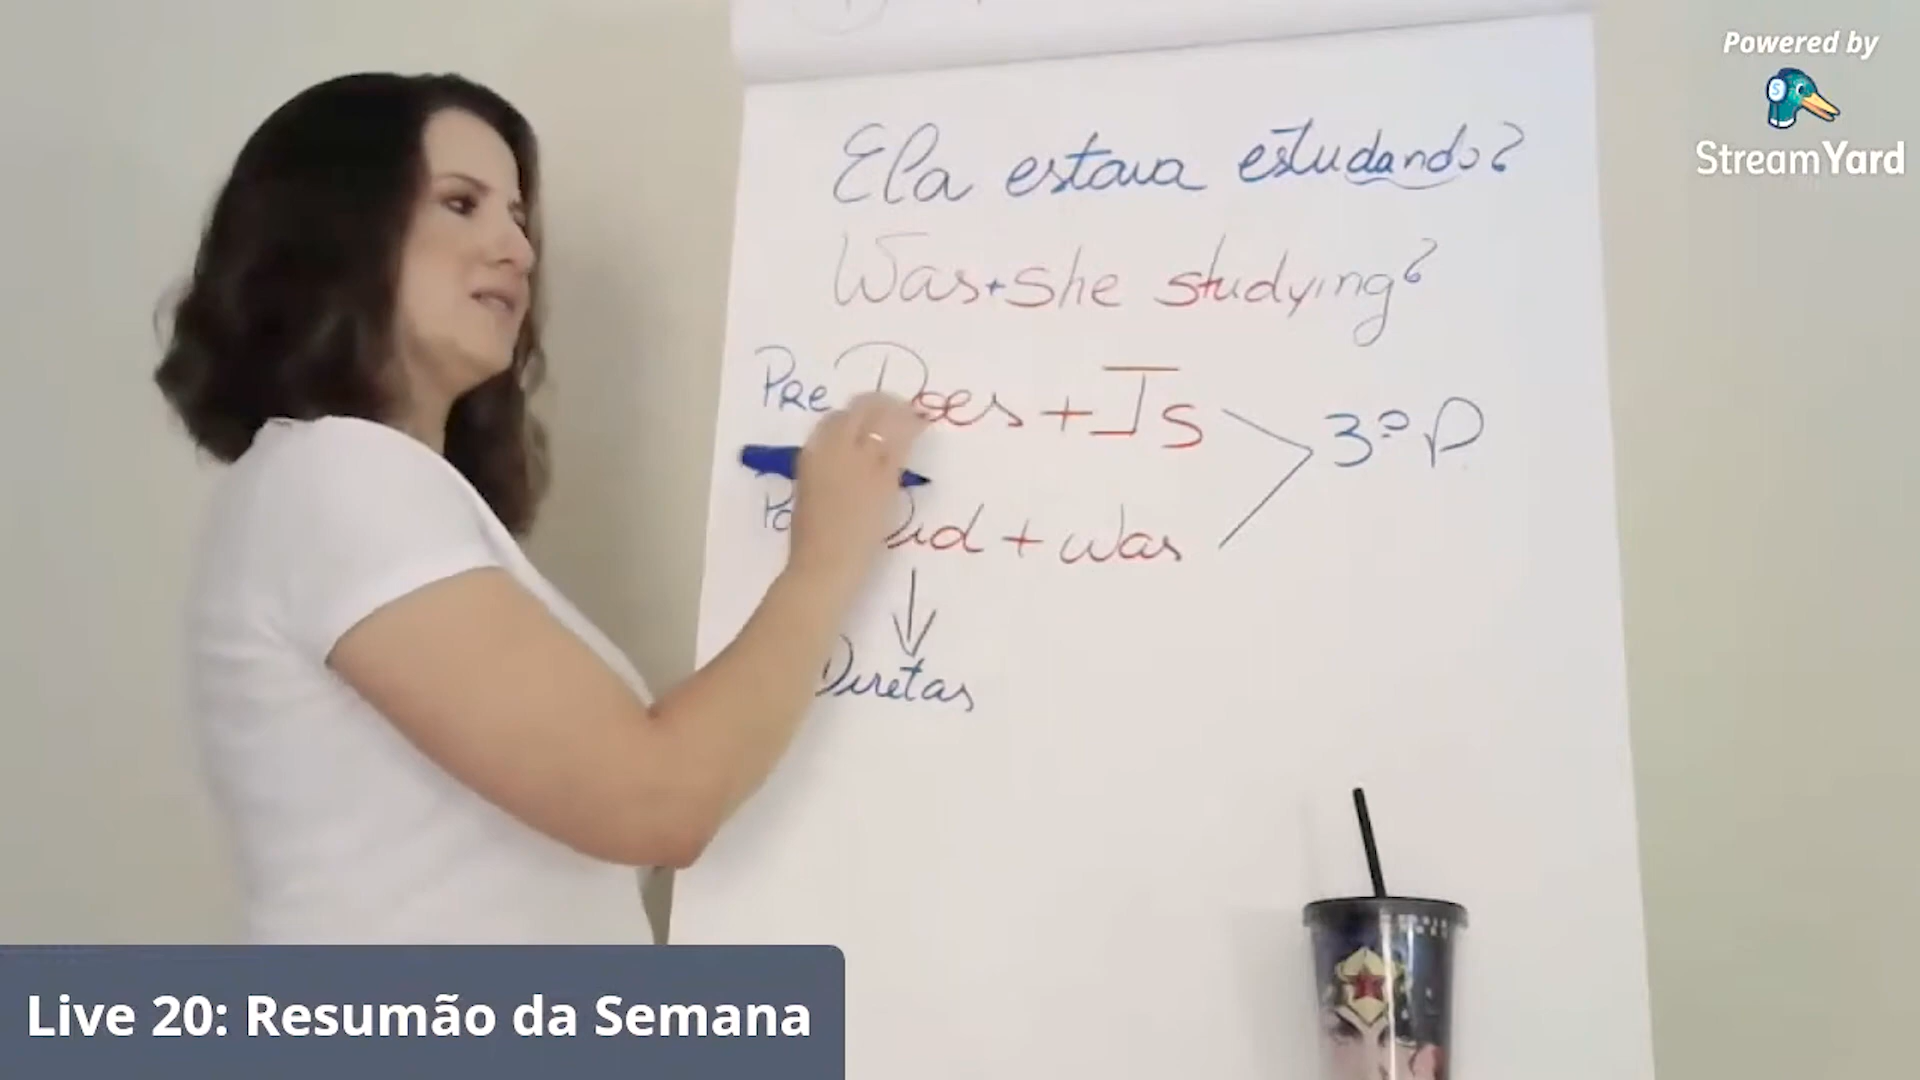 Powered by
StreamYard
Ela estava estudando?
Was+she studying?
Pre Does + Is
3ª P
Did + was
Diretas
Live 20: Resumão da Semana